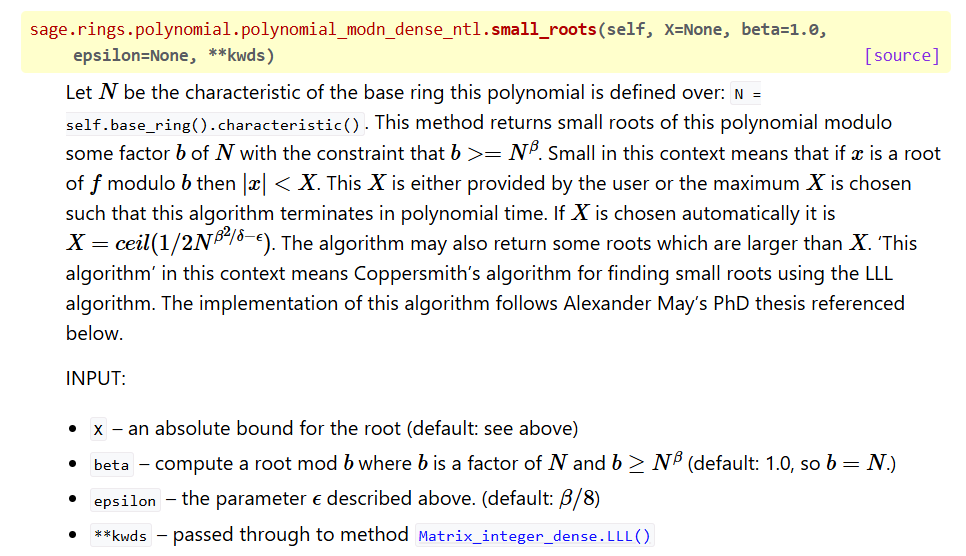 sage.rings.polynomial.polynomial_modn_dense_ntl.small_roots(self, X=None, beta=1.0,
epsilon=None, **kwds) [source]
Let N be the characteristic of the base ring this polynomial is defined over: N =
self.base_ring().characteristic(). This method returns small roots of this polynomial modulo
some factor b of N with the constraint that b >= N^β. Small in this context means that if x is a root
of f modulo b then |x| < X. This X is either provided by the user or the maximum X is chosen
such that this algorithm terminates in polynomial time. If X is chosen automatically it is
X = ceil(1/2N^{β^2/δ−ϵ}). The algorithm may also return some roots which are larger than X. ‘This
algorithm’ in this context means Coppersmith’s algorithm for finding small roots using the LLL
algorithm. The implementation of this algorithm follows Alexander May’s PhD thesis referenced
below.
INPUT:
• X – an absolute bound for the root (default: see above)
• beta – compute a root mod b where b is a factor of N and b ≥ N^β (default: 1.0, so b = N.)
• epsilon – the parameter ϵ described above. (default: β/8)
• **kwds – passed through to method Matrix_integer_dense.LLL()